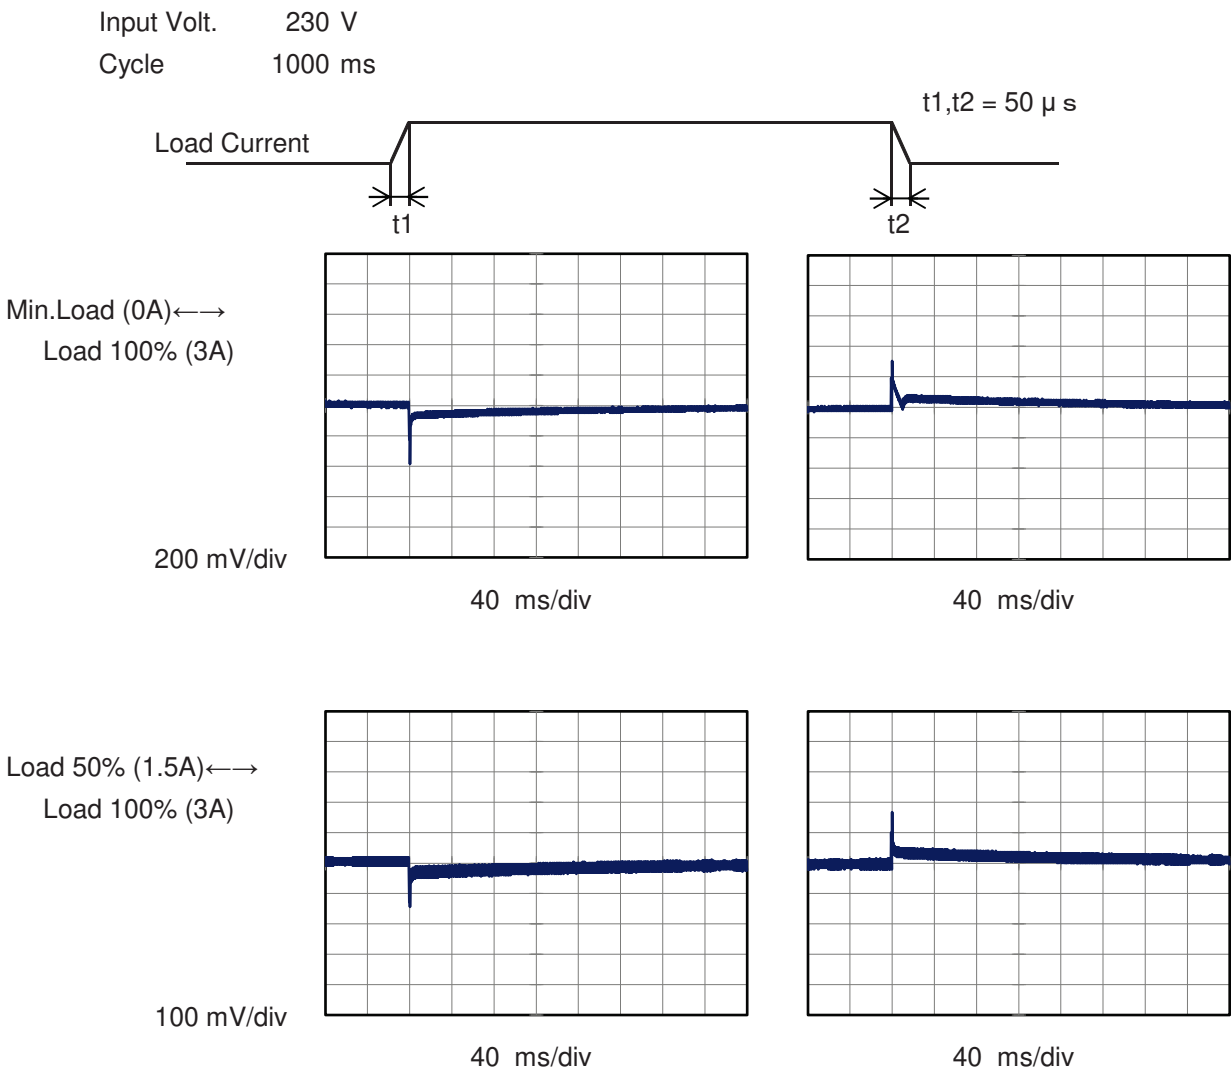 Input Volt. 230 V
Cycle 1000 ms
t1,t2 = 50 μ s
Load Current
t1 t2
Min.Load (0A)←→
Load 100% (3A)
200 mV/div
40 ms/div 40 ms/div
Load 50% (1.5A)←→
Load 100% (3A)
100 mV/div
40 ms/div 40 ms/div